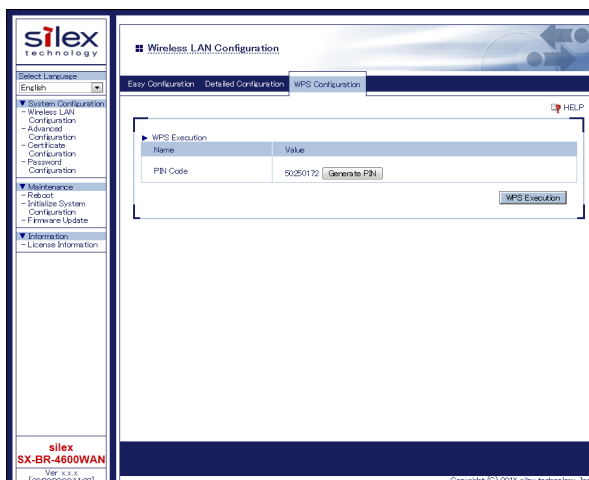 silex
technology
Select Language
English
▼ System Configuration
- Wireless LAN
Configuration
- Advanced
Configuration
- Certificate
Configuration
- Password
Configuration
▼ Maintenance
- Reboot
- Initialize System
Configuration
- Firmware Update
▼ Information
- License Information
silex
SX-BR-4600WAN
Ver x.x.x
Wireless LAN Configuration
Easy Configuration Detailed Configuration WPS Configuration
HELP
▶ WPS Execution
Name Value
PIN Code 50250172 Generate PIN
WPS Execution